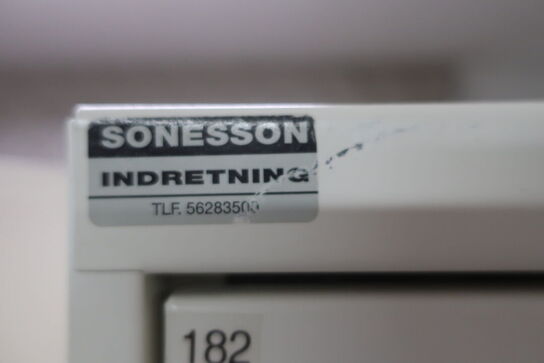 SONESSON
INDRETNING
TLF. 56283500
182